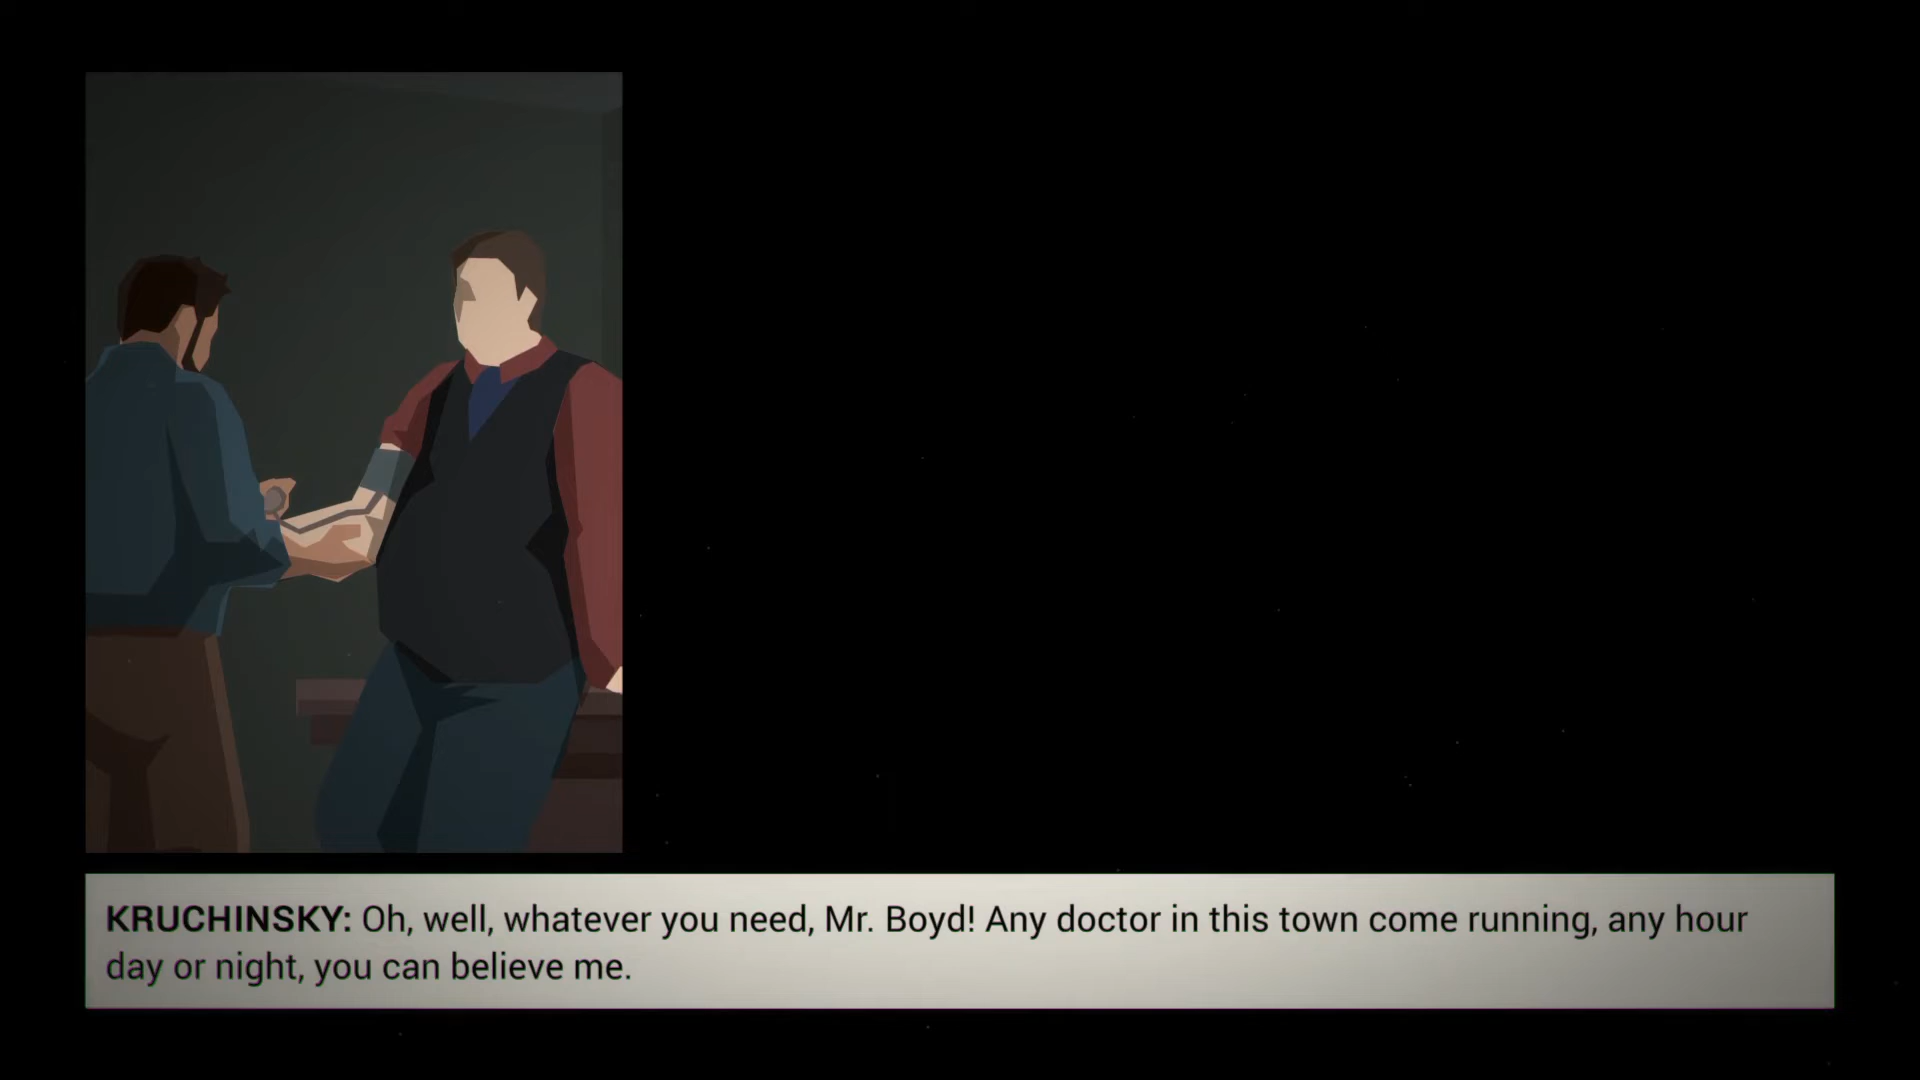 KRUCHINSKY: Oh, well, whatever you need, Mr. Boyd! Any doctor in this town come running, any hour
day or night, you can believe me.